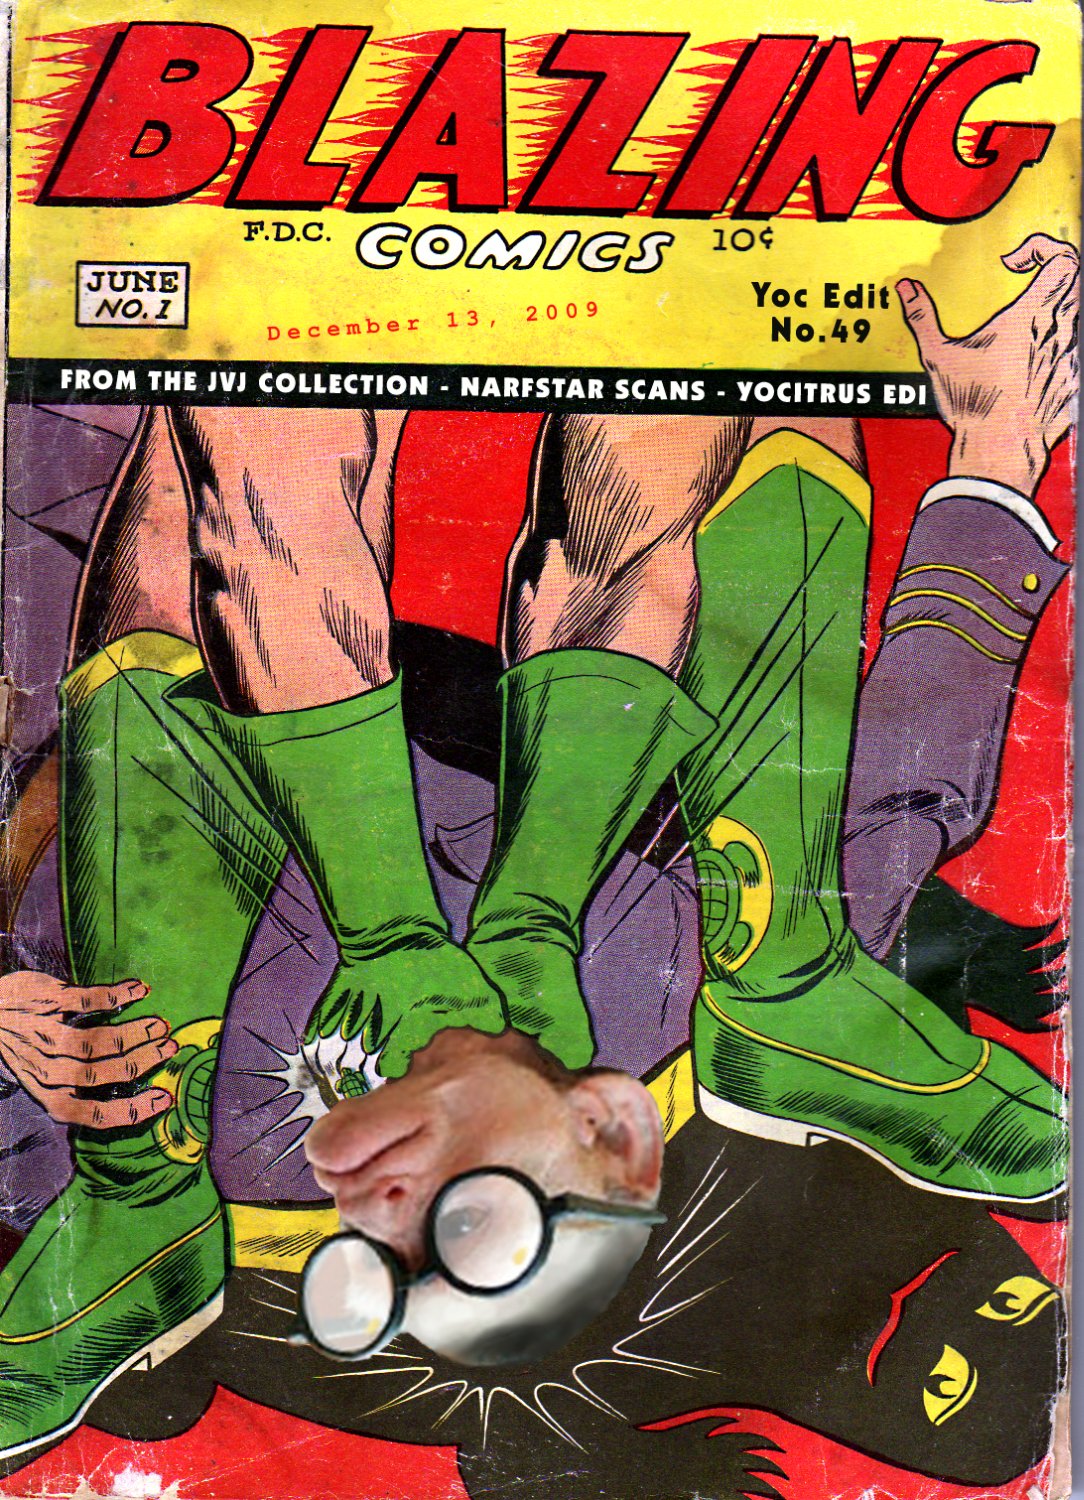 BLAZING
F.D.C. COMICS 10¢
JUNE
NO. 1
December 13, 2009
Yoc Edit
No.49
FROM THE JVJ COLLECTION - NARFSTAR SCANS - YOCITRUS EDI